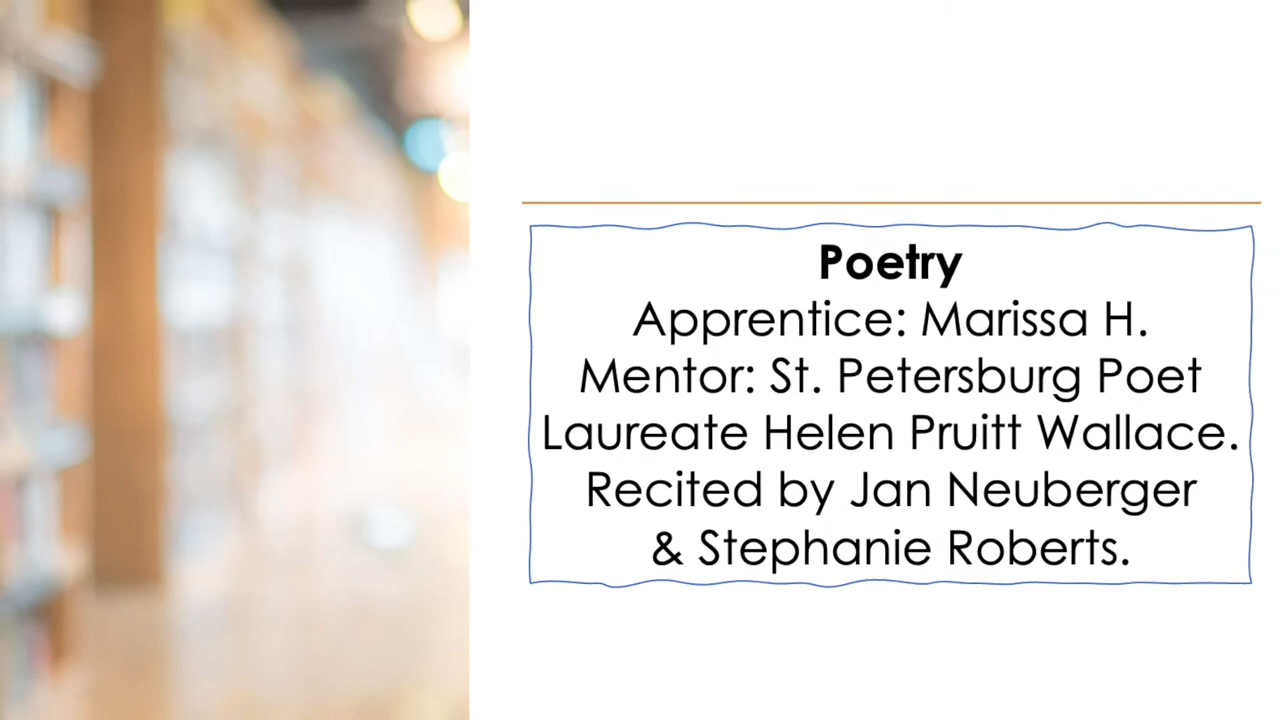 Poetry
Apprentice: Marissa H.
Mentor: St. Petersburg Poet
Laureate Helen Pruitt Wallace.
Recited by Jan Neuberger
& Stephanie Roberts.